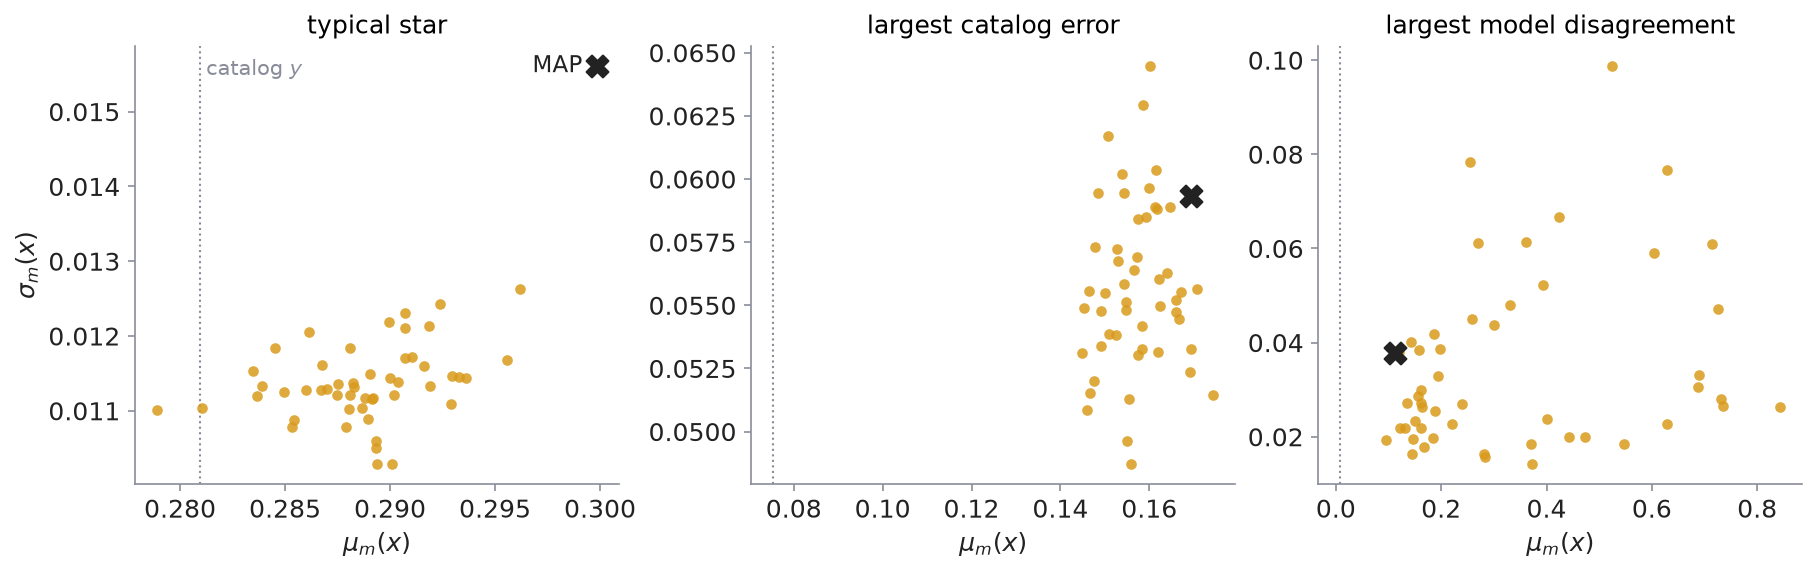 typical star
largest catalog error
largest model disagreement
catalog y
MAP
0.015
0.014
0.013
0.012
0.011
σm(x)
0.280 0.285 0.290 0.295 0.300
μm(x)
0.0650
0.0625
0.0600
0.0575
0.0550
0.0525
0.0500
0.08 0.10 0.12 0.14 0.16
μm(x)
0.10
0.08
0.06
0.04
0.02
0.0 0.2 0.4 0.6 0.8
μm(x)